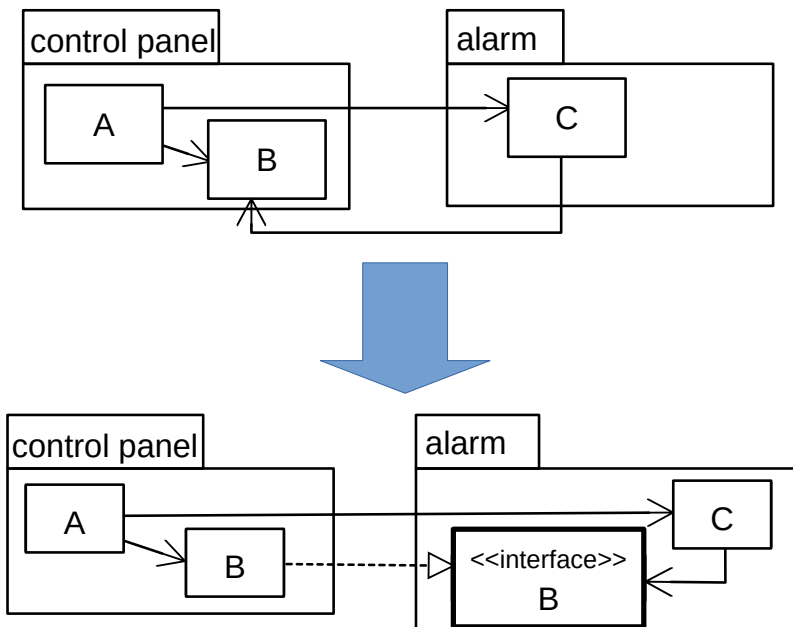 control panel
alarm
A
B
C
control panel
alarm
A
B
<<interface>>
B
C